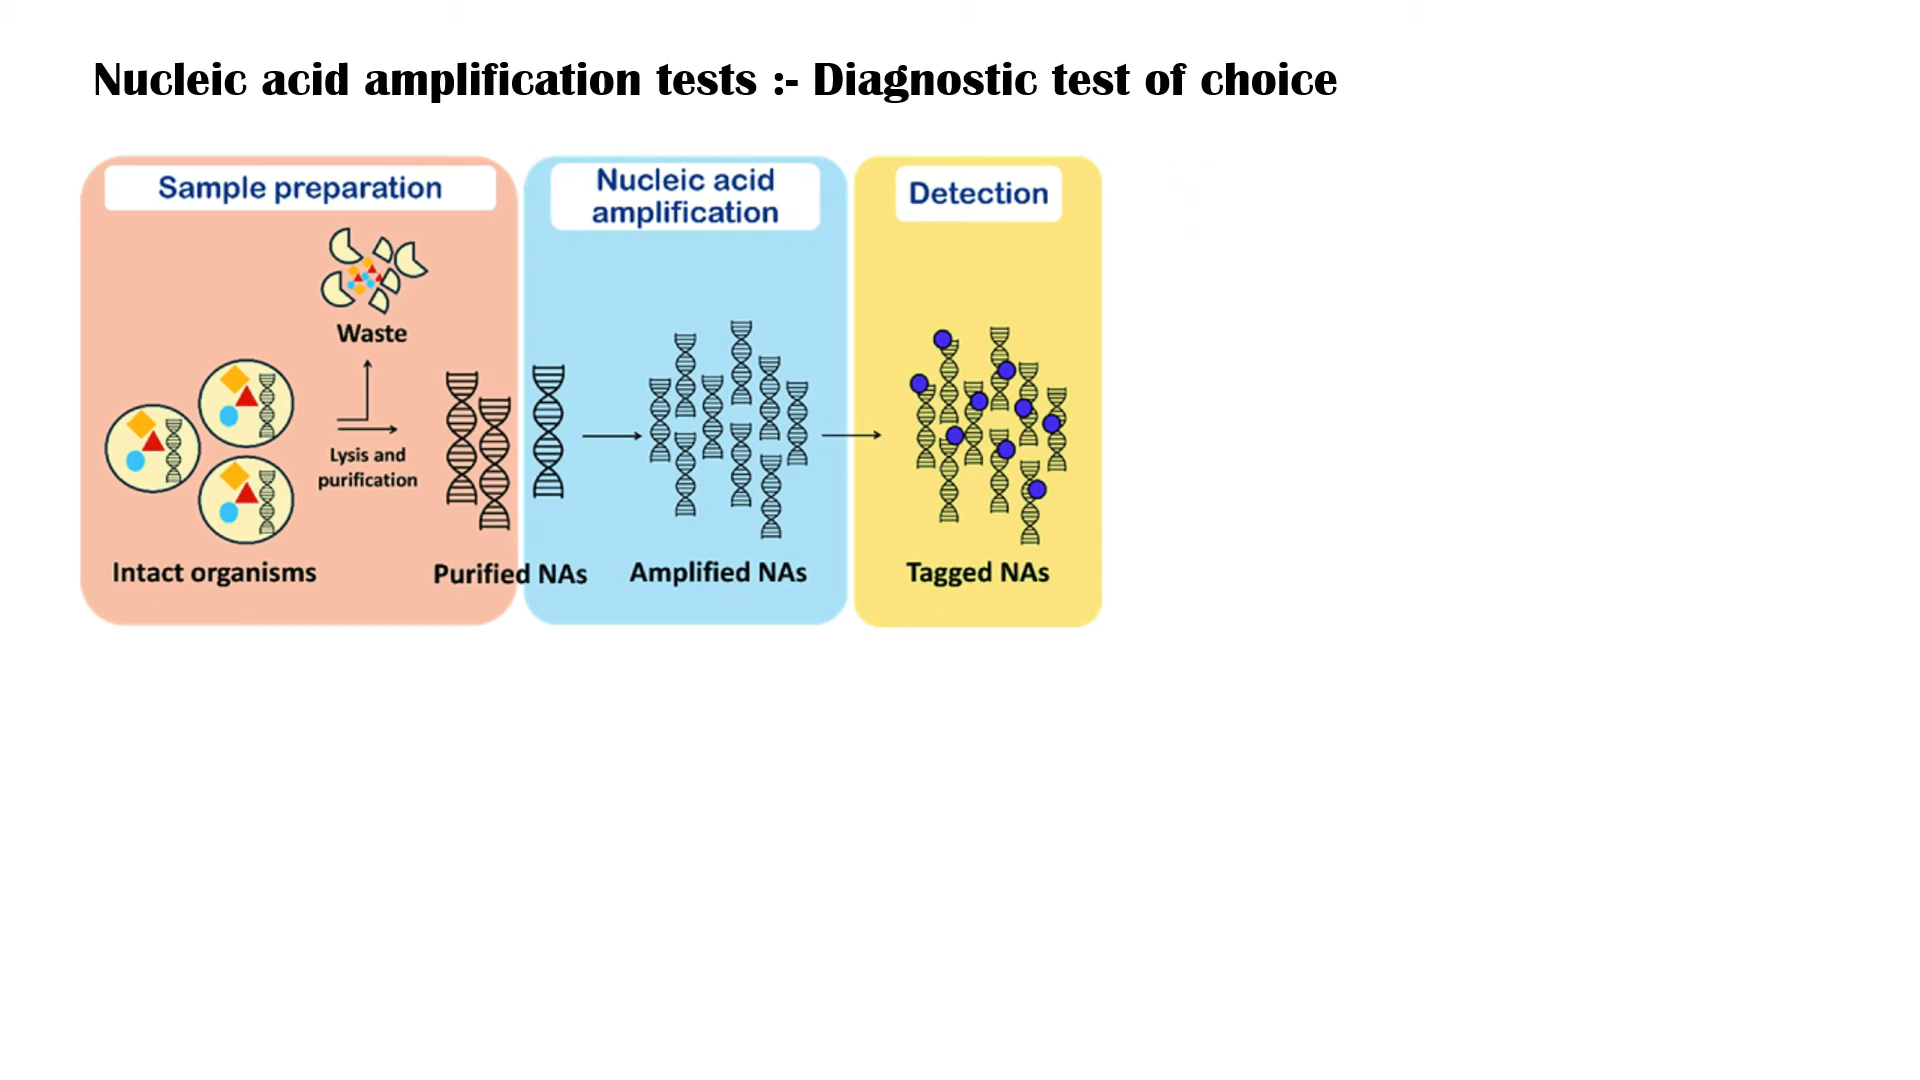 Nucleic acid amplification tests :- Diagnostic test of choice
Sample preparation
Waste
Lysis and
purification
Intact organisms
Purified NAs
Nucleic acid
amplification
Amplified NAs
Detection
Tagged NAs